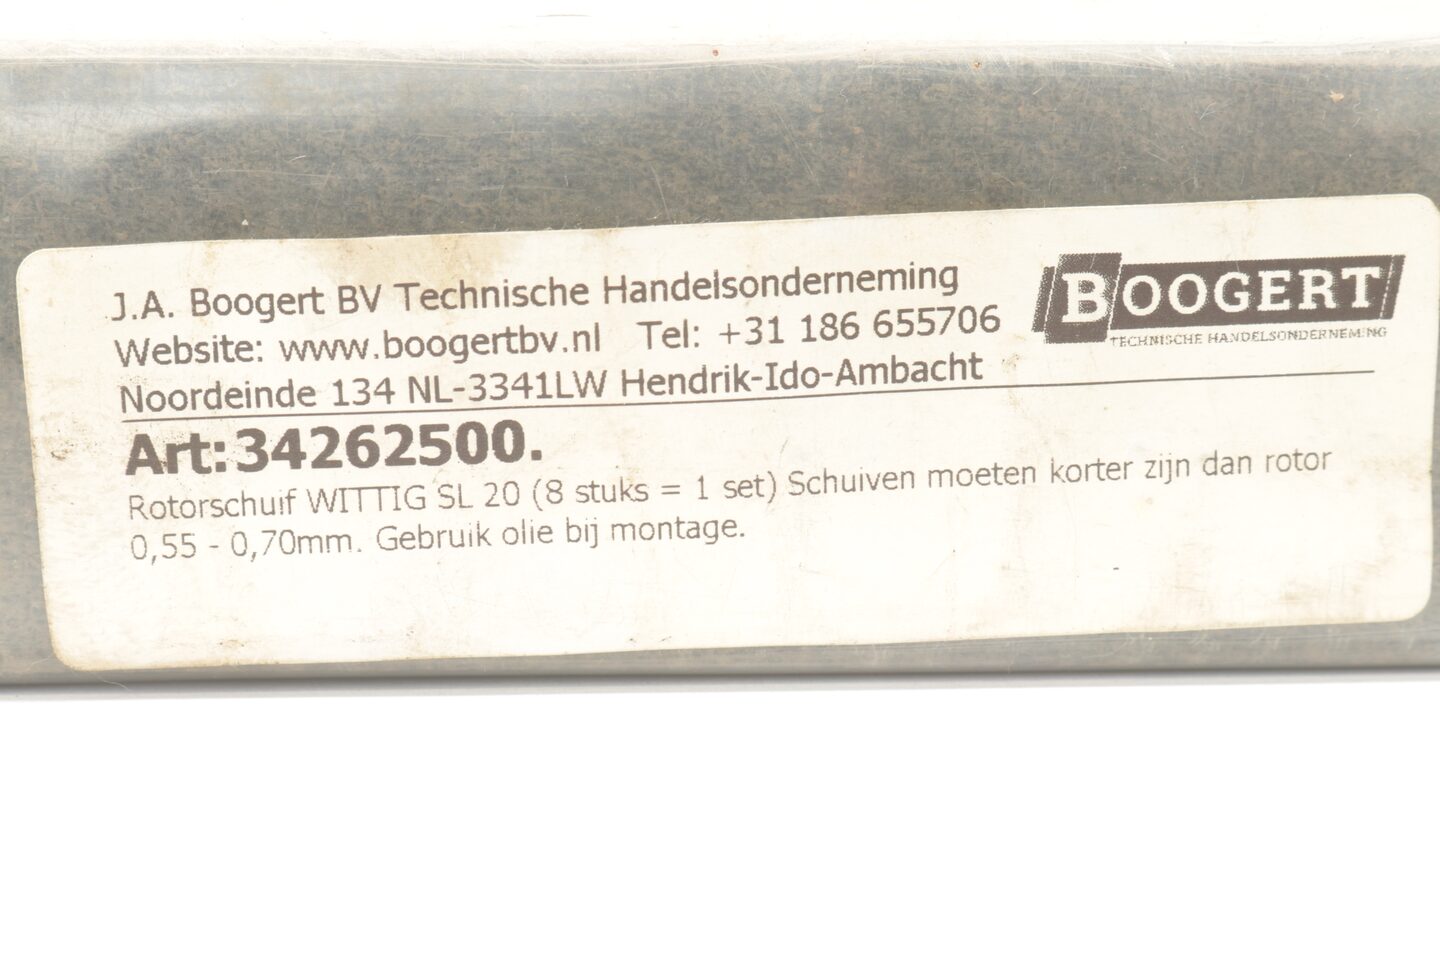 J.A. Boogert BV Technische Handelsonderneming
Website: www.boogertbv.nl Tel: +31 186 655706
Noordeinde 134 NL-3341LW Hendrik-Ido-Ambacht
BOOGERT
TECHNISCHE HANDELSONDERNEMING
Art:34262500.
Rotorschuif WITTIG SL 20 (8 stuks = 1 set) Schuiven moeten korter zijn dan rotor
0,55 - 0,70mm. Gebruik olie bij montage.